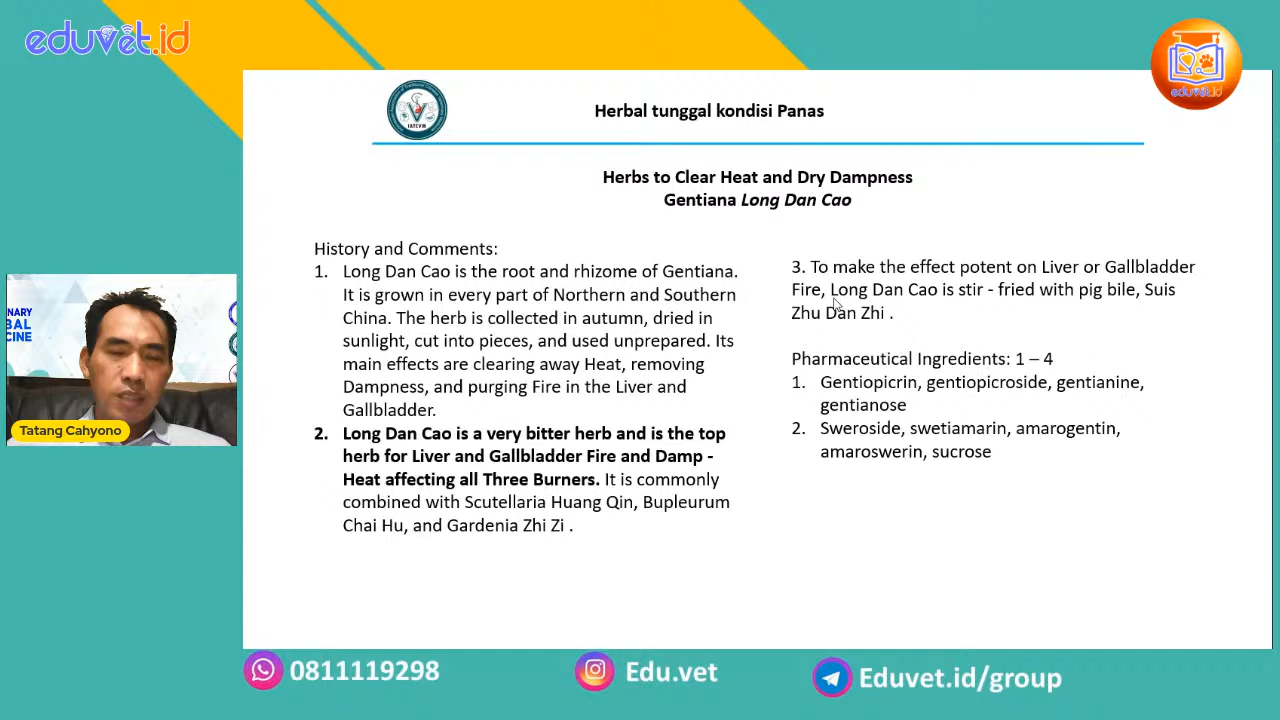 eduvet.id
eduvet.id
IATCVM
Herbal tunggal kondisi Panas
Herbs to Clear Heat and Dry Dampness
Gentiana Long Dan Cao
History and Comments:
1. Long Dan Cao is the root and rhizome of Gentiana.
It is grown in every part of Northern and Southern
China. The herb is collected in autumn, dried in
sunlight, cut into pieces, and used unprepared. Its
main effects are clearing away Heat, removing
Dampness, and purging Fire in the Liver and
Gallbladder.
2. Long Dan Cao is a very bitter herb and is the top
herb for Liver and Gallbladder Fire and Damp -
Heat affecting all Three Burners. It is commonly
combined with Scutellaria Huang Qin, Bupleurum
Chai Hu, and Gardenia Zhi Zi .
3. To make the effect potent on Liver or Gallbladder
Fire, Long Dan Cao is stir - fried with pig bile, Suis
Zhu Dan Zhi .
Pharmaceutical Ingredients: 1 – 4
1. Gentiopicrin, gentiopicroside, gentianine,
gentianose
2. Sweroside, swetiamarin, amarogentin,
amaroswerin, sucrose
INARY
BAL
CINE
Tatang Cahyono
0811119298
Edu.vet
Eduvet.id/group